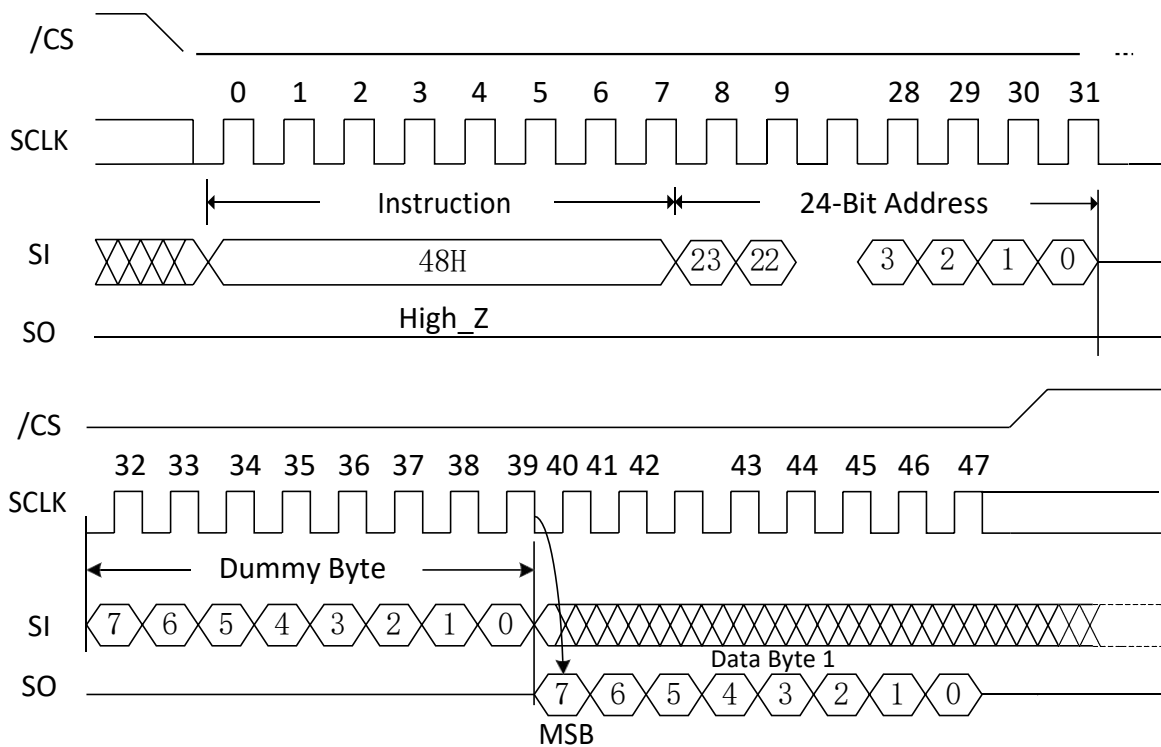 /CS
0 1 2 3 4 5 6 7 8 9 28 29 30 31
SCLK
Instruction 24-Bit Address
SI 48H 23 22 3 2 1 0
High_Z
SO
/CS
32 33 34 35 36 37 38 39 40 41 42 43 44 45 46 47
SCLK
Dummy Byte
SI 7 6 5 4 3 2 1 0
Data Byte 1
SO 7 6 5 4 3 2 1 0
MSB